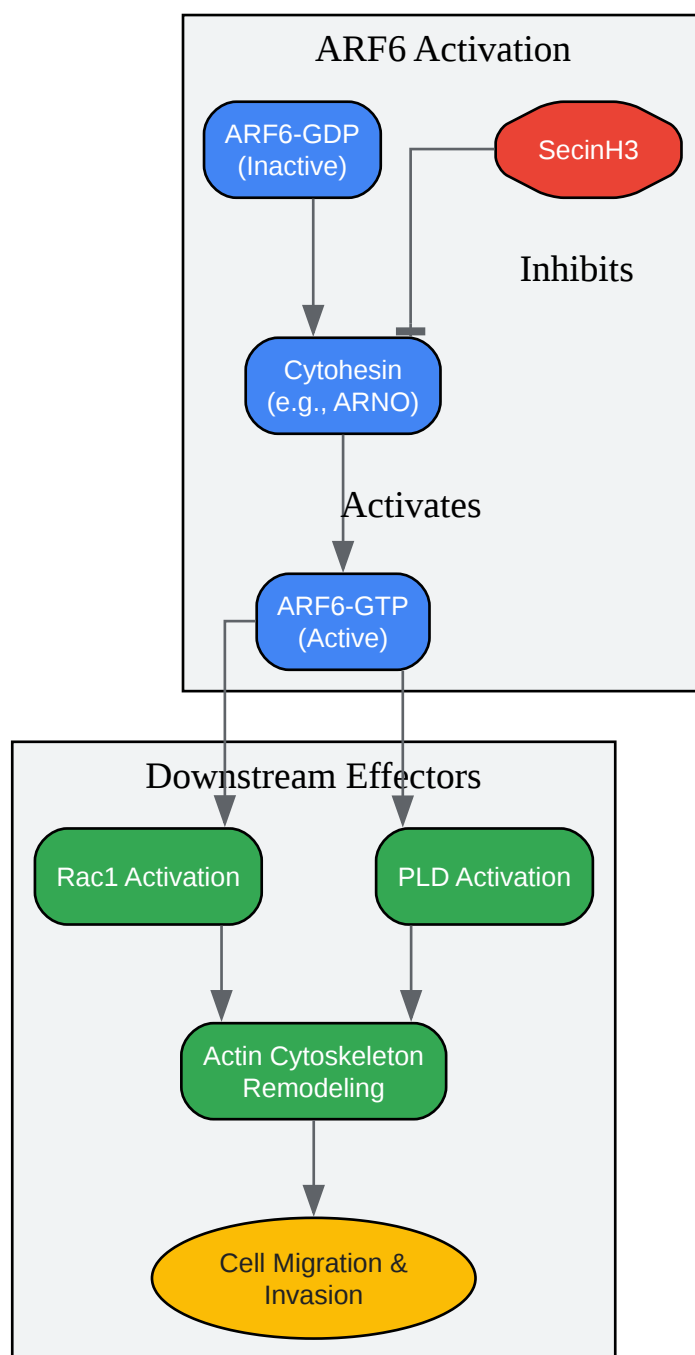 ARF6 Activation
ARF6-GDP
(Inactive)
SecinH3
Inhibits
Cytohesin
(e.g., ARNO)
Activates
ARF6-GTP
(Active)
Downstream Effectors
Rac1 Activation
PLD Activation
Actin Cytoskeleton
Remodeling
Cell Migration &
Invasion